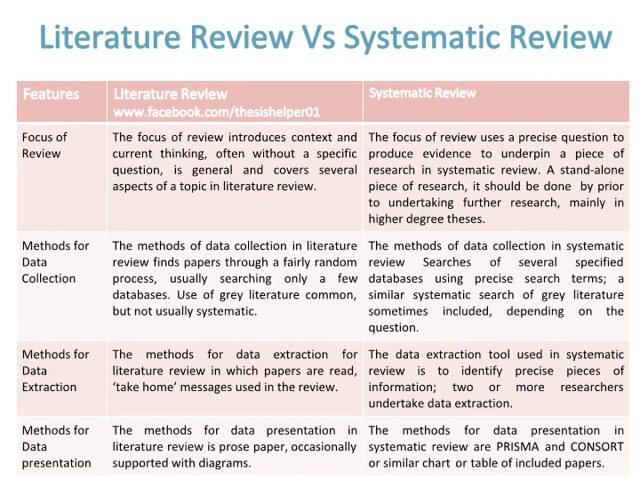 Literature Review Vs Systematic Review
Features
Literature Review
www.facebook.com/thesishelper01
Systematic Review
Focus of
Review
The focus of review introduces context and
current thinking, often without a specific
question, is general and covers several
aspects of a topic in literature review.
The focus of review uses a precise question to
produce evidence to underpin a piece of
research in systematic review. A stand-alone
piece of research, it should be done by prior
to undertaking further research, mainly in
higher degree theses.
Methods for
Data
Collection
The methods of data collection in literature
review finds papers through a fairly random
process, usually searching only a few
databases. Use of grey literature common,
but not usually systematic.
The methods of data collection in systematic
review Searches of several specified
databases using precise search terms; a
similar systematic search of grey literature
sometimes included, depending on the
question.
Methods for
Data
Extraction
The methods for data extraction for
literature review in which papers are read,
‘take home’ messages used in the review.
The data extraction tool used in systematic
review is to identify precise pieces of
information; two or more researchers
undertake data extraction.
Methods for
Data
presentation
The methods for data presentation in
literature review is prose paper, occasionally
supported with diagrams.
The methods for data presentation in
systematic review are PRISMA and CONSORT
or similar chart or table of included papers.